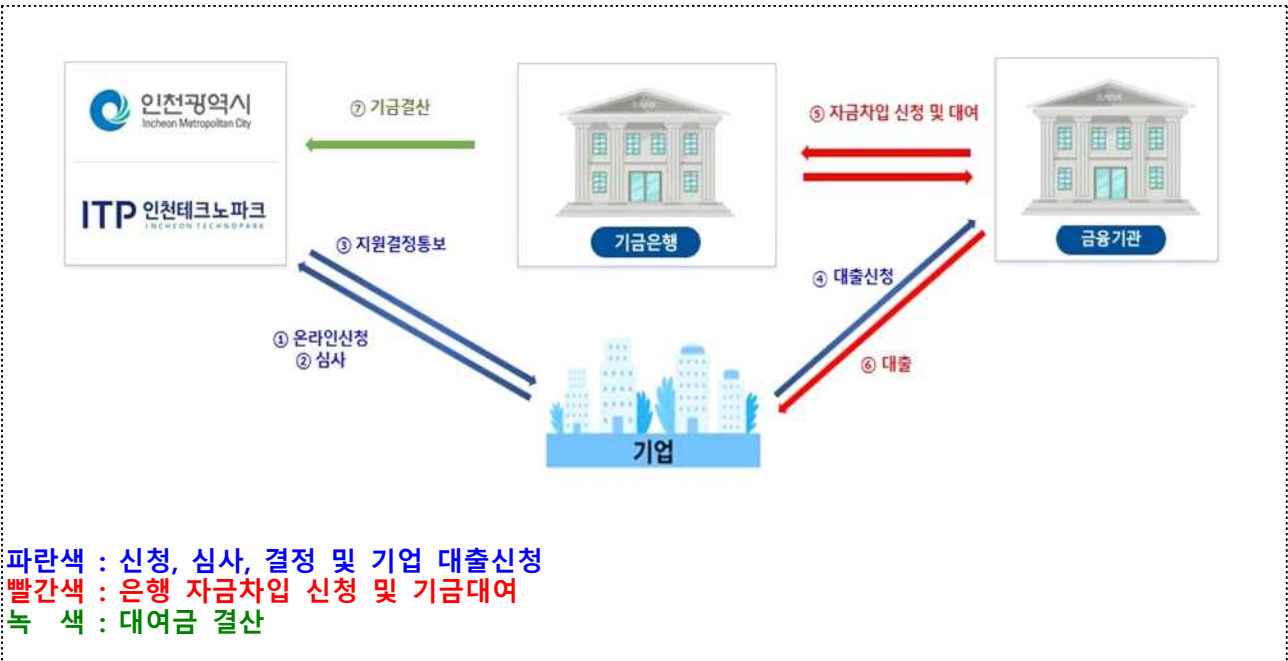 인천광역시
Incheon Metropolitan City
ITP 인천테크노파크
INCHEON TECHNOPARK
⑦ 기금결산
BANK
기금은행
⑤ 자금차입 신청 및 대여
BANK
금융기관
③ 지원결정통보
① 온라인신청
② 심사
④ 대출신청
⑥ 대출
기업
파란색 : 신청, 심사, 결정 및 기업 대출신청
빨간색 : 은행 자금차입 신청 및 기금대여
녹 색 : 대여금 결산